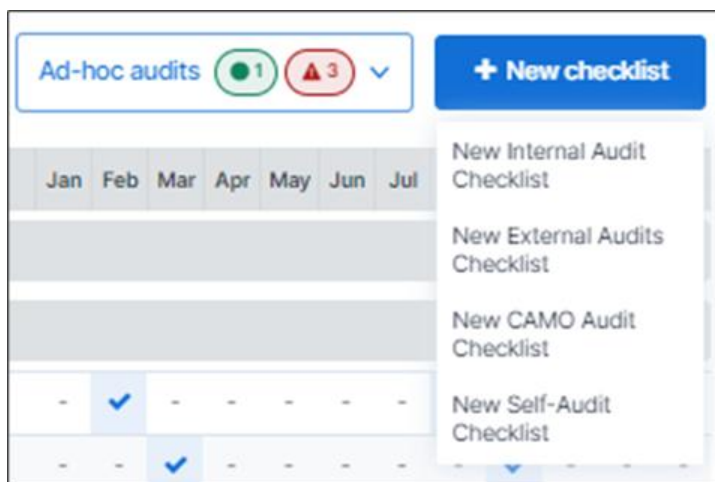 Ad-hoc audits 1 3
+ New checklist
Jan Feb Mar Apr May Jun Jul
New Internal Audit
Checklist
New External Audits
Checklist
New CAMO Audit
Checklist
New Self-Audit
Checklist
- ✓ - - - - -
- - ✓ - - - - - ✓ - - -